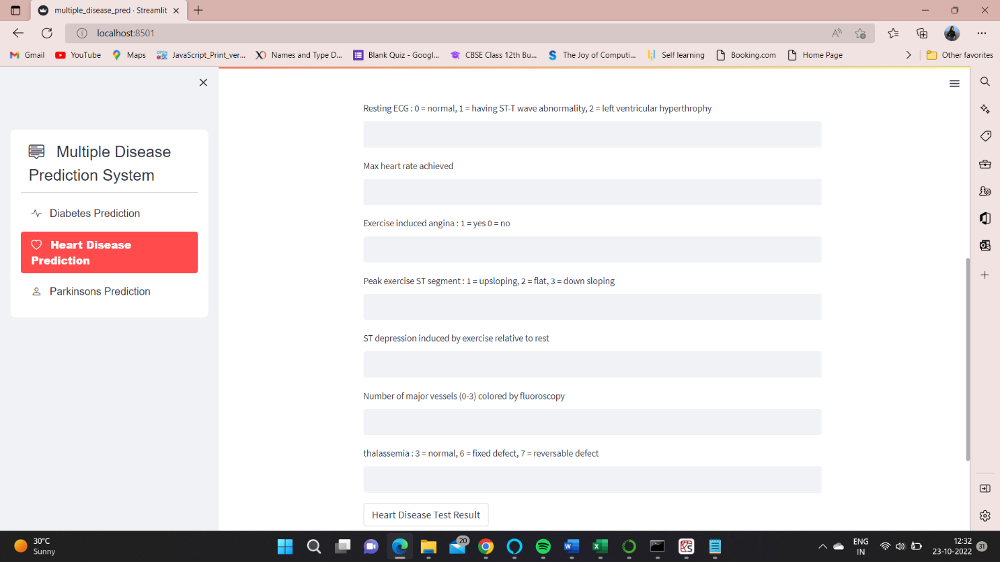 multiple_disease_pred · Streamlit
localhost:8501
Gmail
YouTube
Maps
JavaScript_Print_ver...
Names and Type D...
Blank Quiz - Googl...
CBSE Class 12th Bu...
The Joy of Computi...
Self learning
Booking.com
Home Page
Other favorites
Multiple Disease
Prediction System
Diabetes Prediction
Heart Disease
Prediction
Parkinsons Prediction
Resting ECG : 0 = normal, 1 = having ST-T wave abnormality, 2 = left ventricular hyperthrophy
Max heart rate achieved
Exercise induced angina : 1 = yes 0 = no
Peak exercise ST segment : 1 = upsloping, 2 = flat, 3 = down sloping
ST depression induced by exercise relative to rest
Number of major vessels (0-3) colored by fluoroscopy
thalassemia : 3 = normal, 6 = fixed defect, 7 = reversable defect
Heart Disease Test Result
30°C
Sunny
20
ENG
IN
12:32
23-10-2022
31